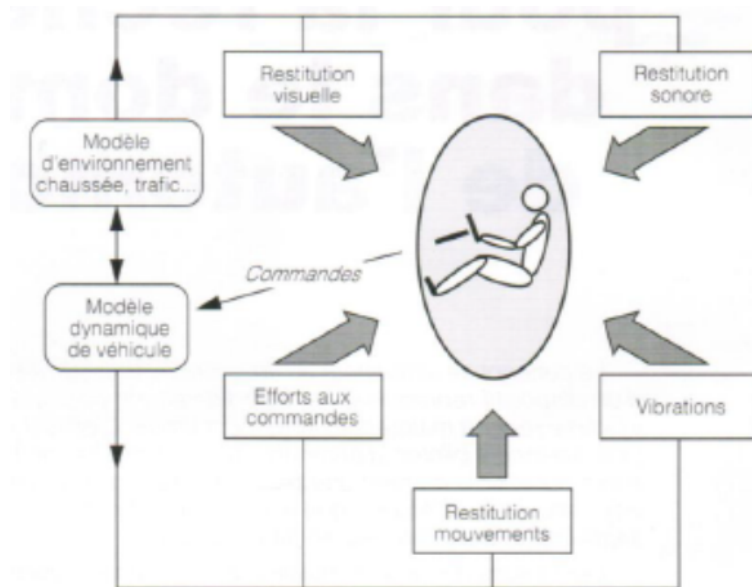 Restitution
visuelle
Restitution
sonore
Modèle
d'environnement
chaussée, trafic...
Commandes
Modèle
dynamique
de véhicule
Efforts aux
commandes
Vibrations
Restitution
mouvements